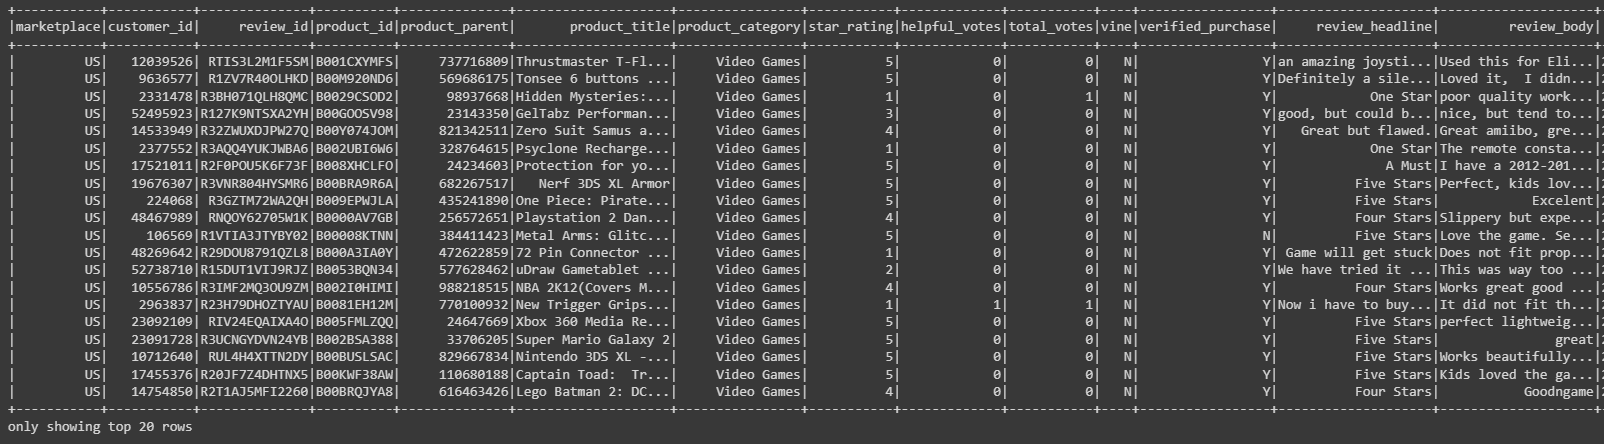 +-----------+-----------+--------------+----------+--------------+--------------------+----------------+-----------+-------------+-----------+----+-----------------+--------------------+--------------------+
|marketplace|customer_id|     review_id|product_id|product_parent|       product_title|product_category|star_rating|helpful_votes|total_votes|vine|verified_purchase|     review_headline|         review_body|
+-----------+-----------+--------------+----------+--------------+--------------------+----------------+-----------+-------------+-----------+----+-----------------+--------------------+--------------------+
|         US|   12039526| RTIS3L2M1F5SM|B001CXYMFS|     737716809|Thrustmaster T-Fl...|     Video Games|          5|            0|          0|   N|                Y|an amazing joysti...|Used this for Eli...|
|         US|    9636577|R1ZV7R40OLHKD|B00M920ND6|     569686175|Tonsee 6 buttons ...|     Video Games|          5|            0|          0|   N|                Y|Definitely a sile...|Loved it,  I didn...|
|         US|    2331478|R3BH071QLH8QMC|B0029CSOD2|      98937668|Hidden Mysteries:...|     Video Games|          1|            0|          1|   N|                Y|            One Star|poor quality work...|
|         US|   52495923|R127K9NTSXA2YH|B00GOOSV98|      23143350|GelTabz Performan...|     Video Games|          3|            0|          0|   N|                Y|good, but could b...|nice, but tend to...|
|         US|   14533949|R32ZWUXDJPW27Q|B00Y074JOM|     821342511|Zero Suit Samus a...|     Video Games|          4|            0|          0|   N|                Y|   Great but flawed.|Great amiibo, gre...|
|         US|    2377552|R3AQQ4YUKJWBA6|B002UBI6W6|     328764615|Psyclone Recharge...|     Video Games|          1|            0|          0|   N|                Y|            One Star|The remote consta...|
|         US|   17521011|R2F0POU5K6F73F|B008XHCLFO|      24234603|Protection for yo...|     Video Games|          5|            0|          0|   N|                Y|              A Must|I have a 2012-201...|
|         US|   19676307|R3VNR804HYSMR6|B00BRA9R6A|     682267517|   Nerf 3DS XL Armor|     Video Games|          5|            0|          0|   N|                Y|          Five Stars|Perfect, kids lov...|
|         US|     224068| R3GZTM72WA2QH|B009EPWJLA|     435241890|One Piece: Pirate...|     Video Games|          5|            0|          0|   N|                Y|          Five Stars|            Excelent|
|         US|   48467989| RNQOY62705W1K|B0000AV7GB|     256572651|Playstation 2 Dan...|     Video Games|          4|            0|          0|   N|                Y|          Four Stars|Slippery but expe...|
|         US|     106569|R1VTIA3JTYBY02|B00008KTNN|     384411423|Metal Arms: Glitc...|     Video Games|          5|            0|          0|   N|                N|          Five Stars|Love the game. Se...|
|         US|   48269642|R29DOU8791QZL8|B000A3IA0Y|     472622859|72 Pin Connector ...|     Video Games|          1|            0|          0|   N|                Y| Game will get stuck|Does not fit prop...|
|         US|   52738710|R15DUT1VIJ9RJZ|B0053BQN34|     577628462|uDraw Gametablet ...|     Video Games|          2|            0|          0|   N|                Y|We have tried it ...|This was way too ...|
|         US|   10556786|R3IMF2MQ3OU9ZM|B002I0HIMI|     988218515|NBA 2K12(Covers M...|     Video Games|          4|            0|          0|   N|                Y|          Four Stars|Works great good ...|
|         US|    2963837|R23H79DHOZTYAU|B0081EH12M|     770100932|New Trigger Grips...|     Video Games|          1|            1|          1|   N|                Y|Now i have to buy...|It did not fit th...|
|         US|   23092109| RIV24EQAIXA4O|B005FMLZQQ|      24647669|Xbox 360 Media Re...|     Video Games|          5|            0|          0|   N|                Y|          Five Stars|perfect lightweig...|
|         US|   23091728|R3UCNGYDVN24YB|B002BSA388|      33706205|Super Mario Galaxy 2|     Video Games|          5|            0|          0|   N|                Y|          Five Stars|               great|
|         US|   10712640| RUL4H4XTTN2DY|B00BUSLSAC|     829667834|Nintendo 3DS XL -...|     Video Games|          5|            0|          0|   N|                Y|          Five Stars|Works beautifully...|
|         US|   17455376|R20JF7Z4DHTNX5|B00KWF38AW|     110680188|Captain Toad:  Tr...|     Video Games|          5|            0|          0|   N|                Y|          Five Stars|Kids loved the ga...|
|         US|   14754850|R2T1AJ5MFI2260|B00BRQJYA8|     616463426|Lego Batman 2: DC...|     Video Games|          4|            0|          0|   N|                Y|          Four Stars|            Goodngame|
+-----------+-----------+--------------+----------+--------------+--------------------+----------------+-----------+-------------+-----------+----+-----------------+--------------------+--------------------+
only showing top 20 rows